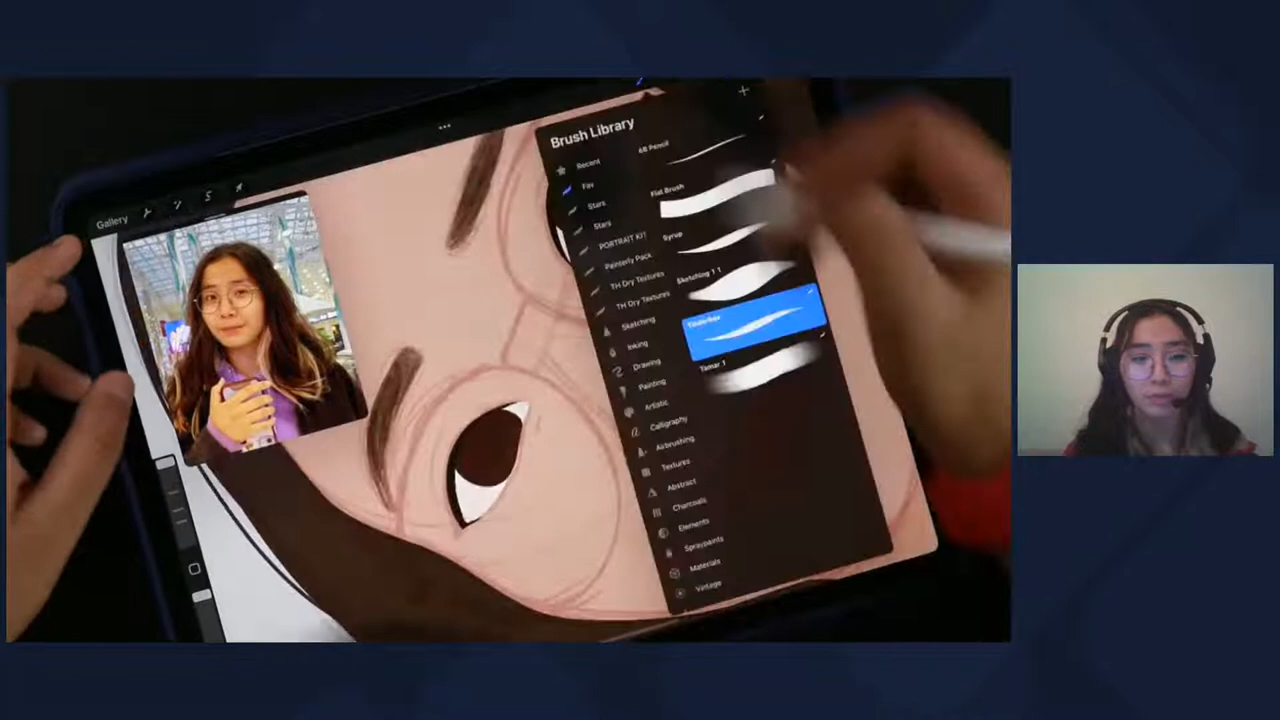 Gallery
Brush Library
Recent
Fav
Stars
Stars
PORTRAIT KIT
Painterly Pack
TH Dry Textures
TH Dry Textures
Sketching
Inking
Drawing
Painting
Artistic
Calligraphy
Airbrushing
Textures
Abstract
Charcoals
Elements
Spraypaints
Materials
Vintage
6B Pencil
Flat Brush
Syrup
Sketching 1 1
Tamar 1